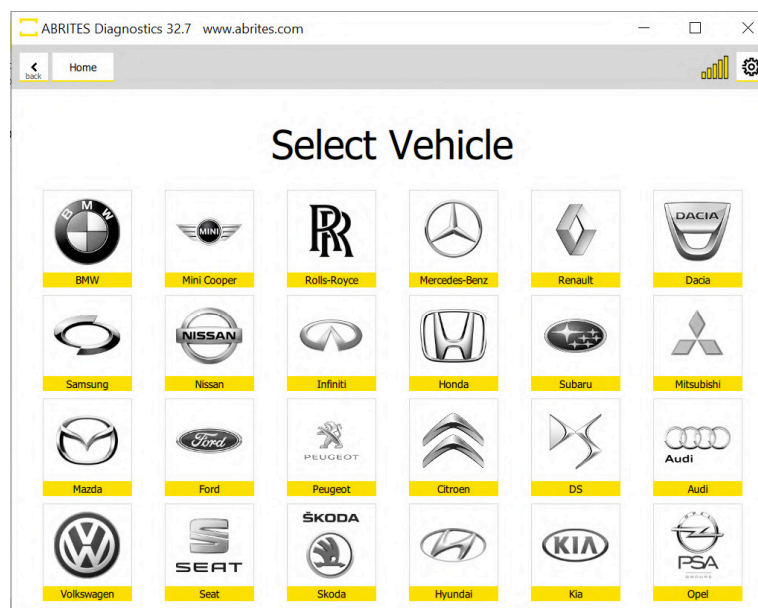 ABRITES Diagnostics 32.7 www.abrites.com
back
Home
Select Vehicle
BMW
MINI
RR
DACIA
BMW
Mini Cooper
Rolls-Royce
Mercedes-Benz
Renault
Dacia
NISSAN
Samsung
Nissan
Infiniti
Honda
Subaru
Mitsubishi
Ford
PEUGEOT
Audi
Mazda
Ford
Peugeot
Citroen
DS
Audi
SEAT
ŠKODA
KIA
PSA
GROUPE
Volkswagen
Seat
Skoda
Hyundai
Kia
Opel